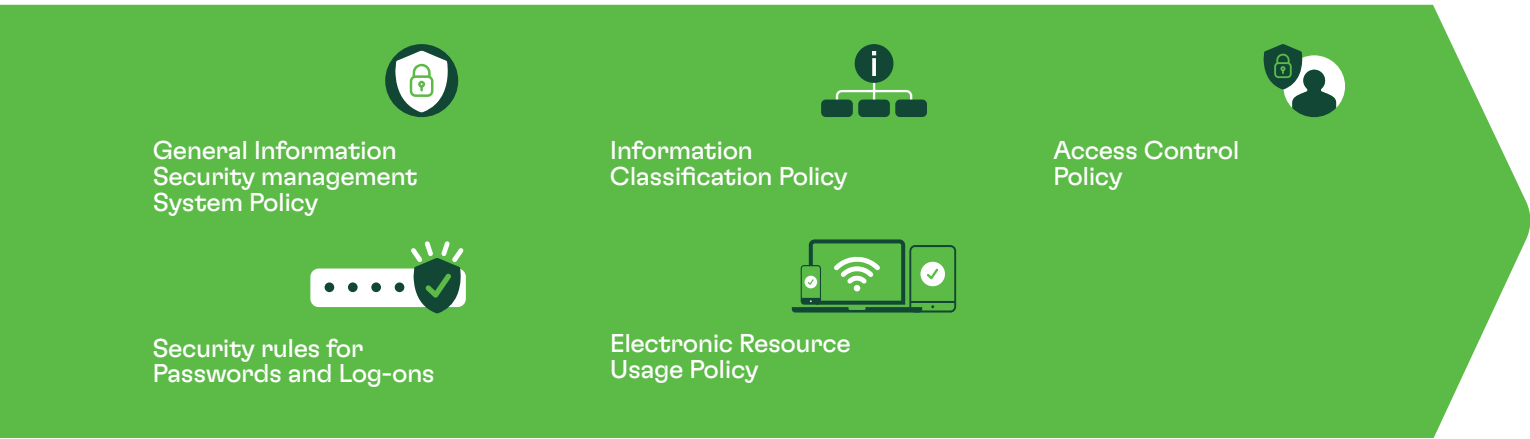 General Information
Security management
System Policy
Information
Classification Policy
Access Control
Policy
Security rules for
Passwords and Log-ons
Electronic Resource
Usage Policy